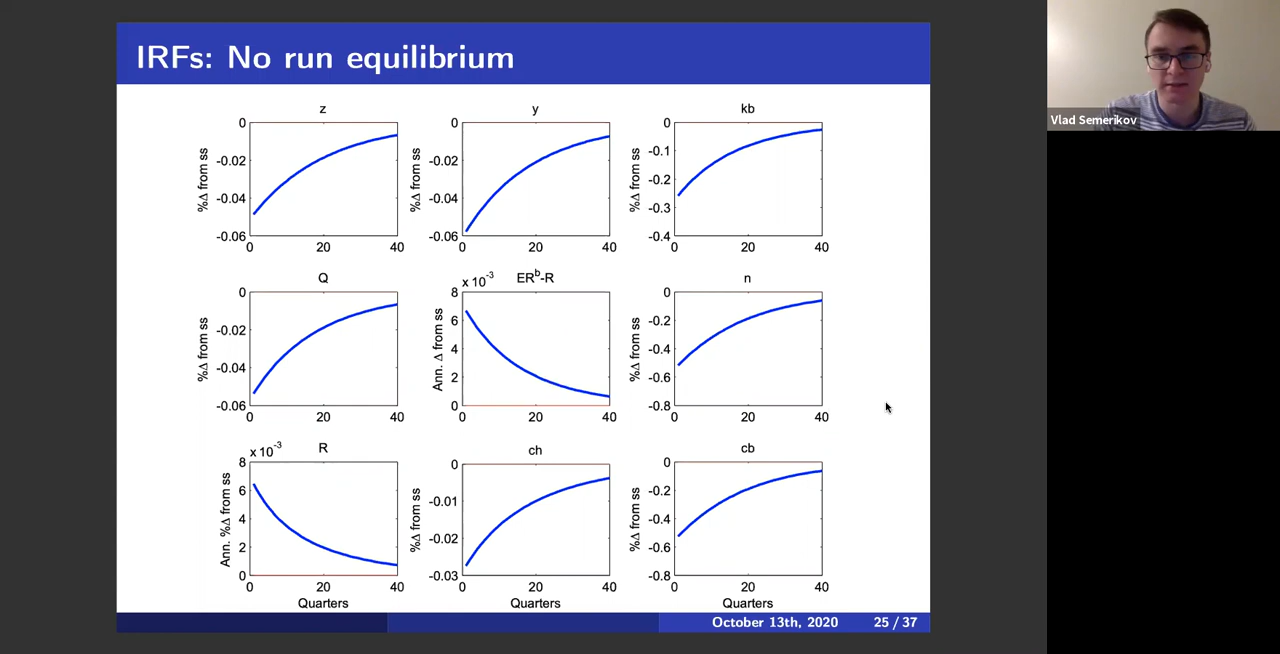 IRFs: No run equilibrium
Vlad Semerikov
z
y
kb
0
-0.02
-0.04
-0.06
%Δ from ss
0 20 40
0
-0.02
-0.04
-0.06
%Δ from ss
0 20 40
0
-0.1
-0.2
-0.3
-0.4
%Δ from ss
0 20 40
Q
x 10-3 ERb-R
n
0
-0.02
-0.04
-0.06
%Δ from ss
0 20 40
8
6
4
2
0
Ann. Δ from ss
0 20 40
0
-0.2
-0.4
-0.6
-0.8
%Δ from ss
0 20 40
x 10-3 R
ch
cb
8
6
4
2
0
Ann. %Δ from ss
0 20 40
Quarters
0
-0.01
-0.02
-0.03
%Δ from ss
0 20 40
Quarters
0
-0.2
-0.4
-0.6
-0.8
%Δ from ss
0 20 40
Quarters
October 13th, 2020 25 / 37